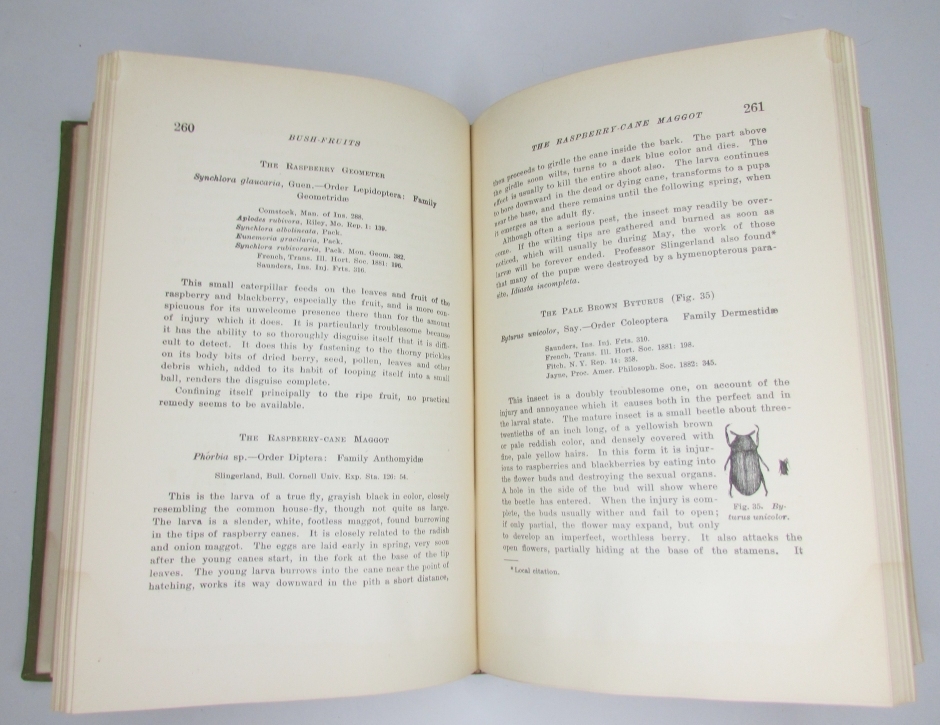 260
BUSH-FRUITS
THE RASPBERRY GEOMETER
Synchlora glaucaria, Guen.—Order Lepidoptera: Family
Geometridæ
Comstock, Man. of Ins. 288.
Aplodes rubivora, Riley, Mo. Rep. 1: 139.
Synchlora albolineata, Pack.
Eunemoria gracilaria, Pack.
Synchlora rubivoraria, Pack. Mon. Geom. 382.
French, Trans. Ill. Hort. Soc. 1881: 196.
Saunders, Ins. Inj. Frts. 316.
This small caterpillar feeds on the leaves and fruit of the
raspberry and blackberry, especially the fruit, and is more con-
spicuous for its unwelcome presence there than for the amount
of injury which it does. It is particularly troublesome because
it has the ability to so thoroughly disguise itself that it is diffi-
cult to detect. It does this by fastening to the thorny prickles
on its body bits of dried berry, seed, pollen, leaves and other
debris which, added to its habit of looping itself into a small
ball, renders the disguise complete.
Confining itself principally to the ripe fruit, no practical
remedy seems to be available.
THE RASPBERRY-CANE MAGGOT
Phorbia sp.—Order Diptera: Family Anthomyidæ
Slingerland, Bull. Cornell Univ. Exp. Sta. 126: 54.
This is the larva of a true fly, grayish black in color, closely
resembling the common house-fly, though not quite as large.
The larva is a slender, white, footless maggot, found burrowing
in the tips of raspberry canes. It is closely related to the radish
and onion maggot. The eggs are laid early in spring, very soon
after the young canes start, in the fork at the base of the tip
leaves. The young larva burrows into the cane near the point of
hatching, works its way downward in the pith a short distance,
THE RASPBERRY-CANE MAGGOT 261
then proceeds to girdle the cane inside the bark. The part above
the girdle soon wilts, turns to a dark blue color and dies. The
effect is usually to kill the entire shoot also. The larva continues
to bore downward in the dead or dying cane, transforms to a pupa
near the base, and there remains until the following spring, when
it emerges as the adult fly.
Although often a serious pest, the insect may readily be over-
come. If the wilting tips are gathered and burned as soon as
noticed, which will usually be during May, the work of those
larvæ will be forever ended. Professor Slingerland also found*
that many of the pupæ were destroyed by a hymenopterous para-
site, Idiasta incompleta.
THE PALE BROWN BYTURUS (Fig. 35)
Byturus unicolor, Say.—Order Coleoptera Family Dermestidæ
Saunders, Ins. Inj. Frts. 310.
French, Trans. Ill. Hort. Soc. 1881: 198.
Fitch, N. Y. Rep. 14: 358.
Jayne, Proc. Amer. Philosoph. Soc. 1882: 345.
This insect is a doubly troublesome one, on account of the
injury and annoyance which it causes both in the perfect and in
the larval state. The mature insect is a small beetle about three-
twentieths of an inch long, of a yellowish brown
or pale reddish color, and densely covered with
fine, pale yellow hairs. In this form it is injur-
ious to raspberries and blackberries by eating into
the flower buds and destroying the sexual organs.
A hole in the side of the bud will show where
the beetle has entered. When the injury is com-
plete, the buds usually wither and fail to open;
if only partial, the flower may expand, but only
to develop an imperfect, worthless berry. It also attacks the
open flowers, partially hiding at the base of the stamens. It
Fig. 35. By-
turus unicolor.
*Local citation.